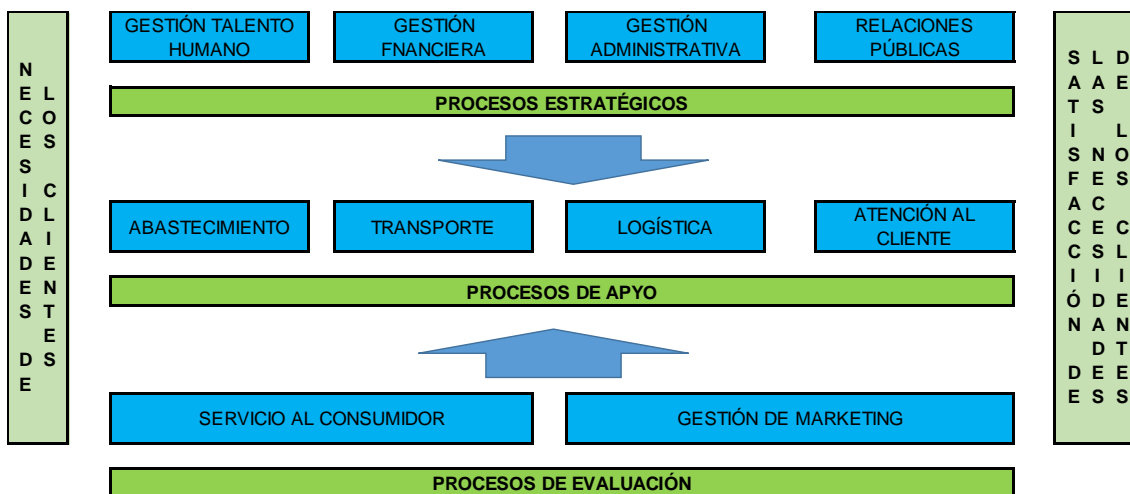 NECESIDADES DE
LOS CLIENTES
GESTIÓN TALENTO
HUMANO
GESTIÓN
FNANCIERA
GESTIÓN
ADMINISTRATIVA
RELACIONES
PÚBLICAS
PROCESOS ESTRATÉGICOS
ABASTECIMIENTO
TRANSPORTE
LOGÍSTICA
ATENCIÓN AL
CLIENTE
PROCESOS DE APYO
SERVICIO AL CONSUMIDOR
GESTIÓN DE MARKETING
PROCESOS DE EVALUACIÓN
SATISFACCIÓN DE
LAS NECESIDADES
DE LOS CLIENTES